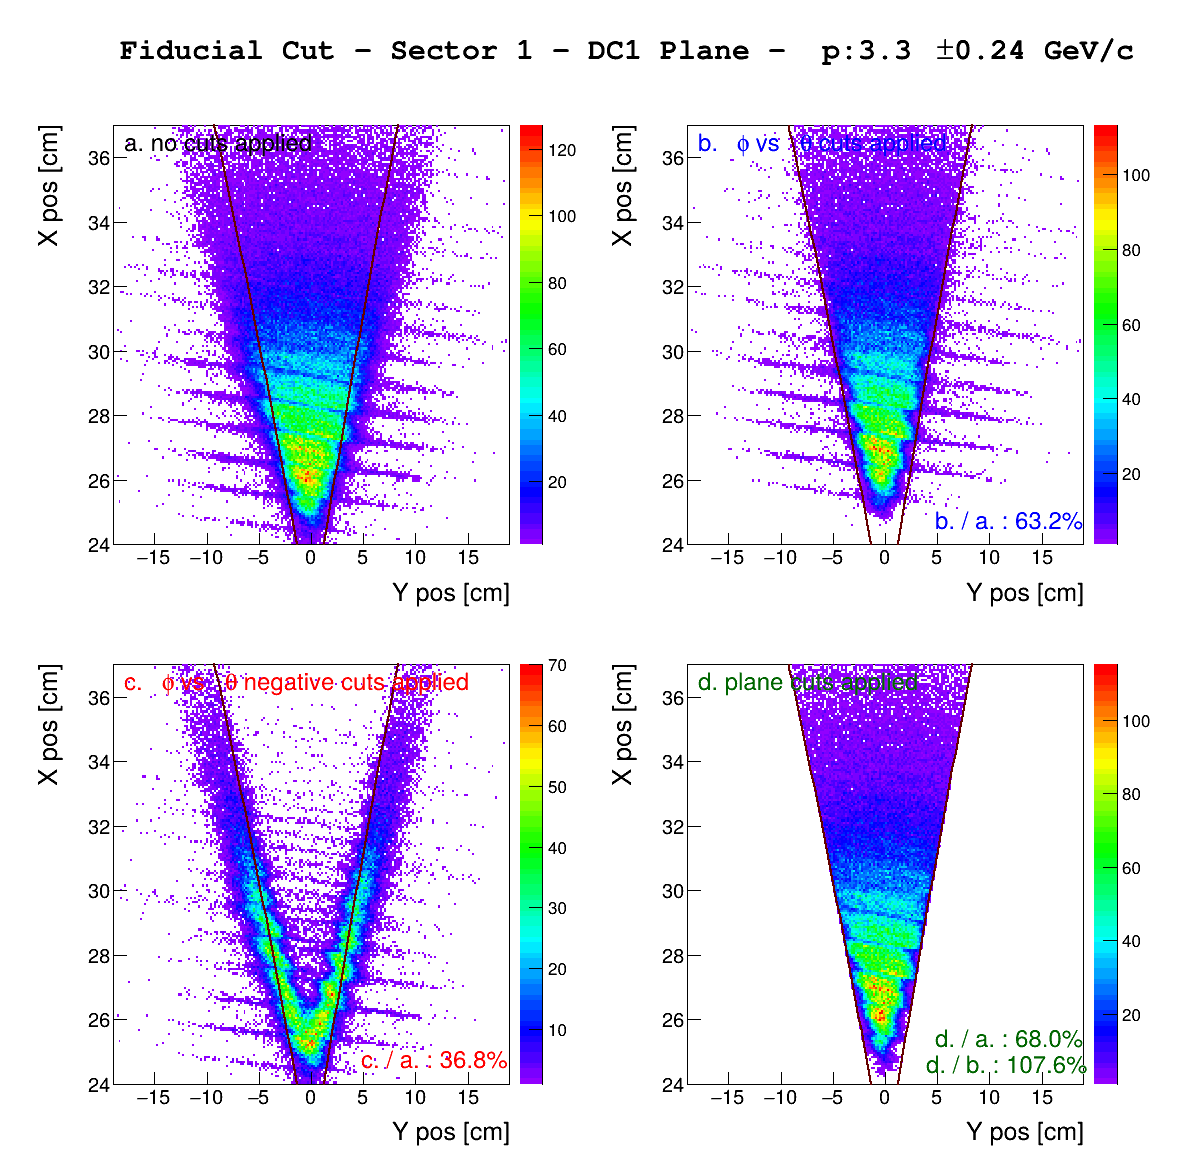 Fiducial Cut – Sector 1 – DC1 Plane – p:3.3 ±0.24 GeV/c
X pos [cm]
a. no cuts applied
36
34
32
30
28
26
24
−15 −10 −5 0 5 10 15
Y pos [cm]
120
100
80
60
40
20
X pos [cm]
b. ϕ vs θ cuts applied
36
34
32
30
28
26
24
b. / a. : 63.2%
−15 −10 −5 0 5 10 15
Y pos [cm]
100
80
60
40
20
X pos [cm]
c. ϕ vs θ negative cuts applied
36
34
32
30
28
26
24
c. / a. : 36.8%
−15 −10 −5 0 5 10 15
Y pos [cm]
70
60
50
40
30
20
10
X pos [cm]
d. plane cuts applied
36
34
32
30
28
26
24
d. / a. : 68.0%
d. / b. : 107.6%
−15 −10 −5 0 5 10 15
Y pos [cm]
100
80
60
40
20